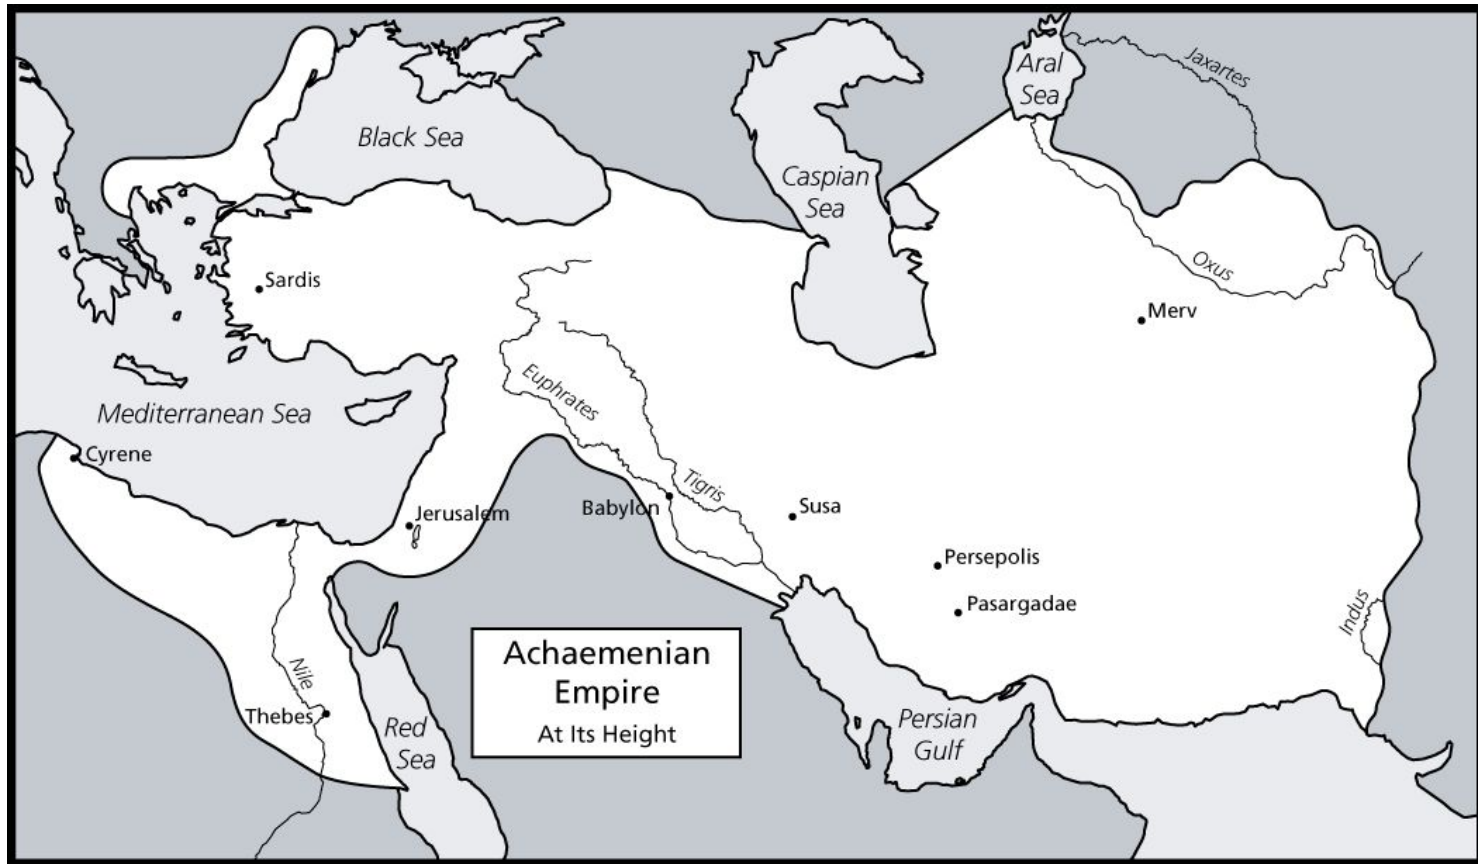 Aral
Sea
Jaxartes
Black Sea
Caspian
Sea
Oxus
Sardis
Merv
Euphrates
Mediterranean Sea
Cyrene
Tigris
Jerusalem
Babylon
Susa
Persepolis
Pasargadae
Indus
Nile
Thebes
Red
Sea
Achaemenian
Empire
At Its Height
Persian
Gulf